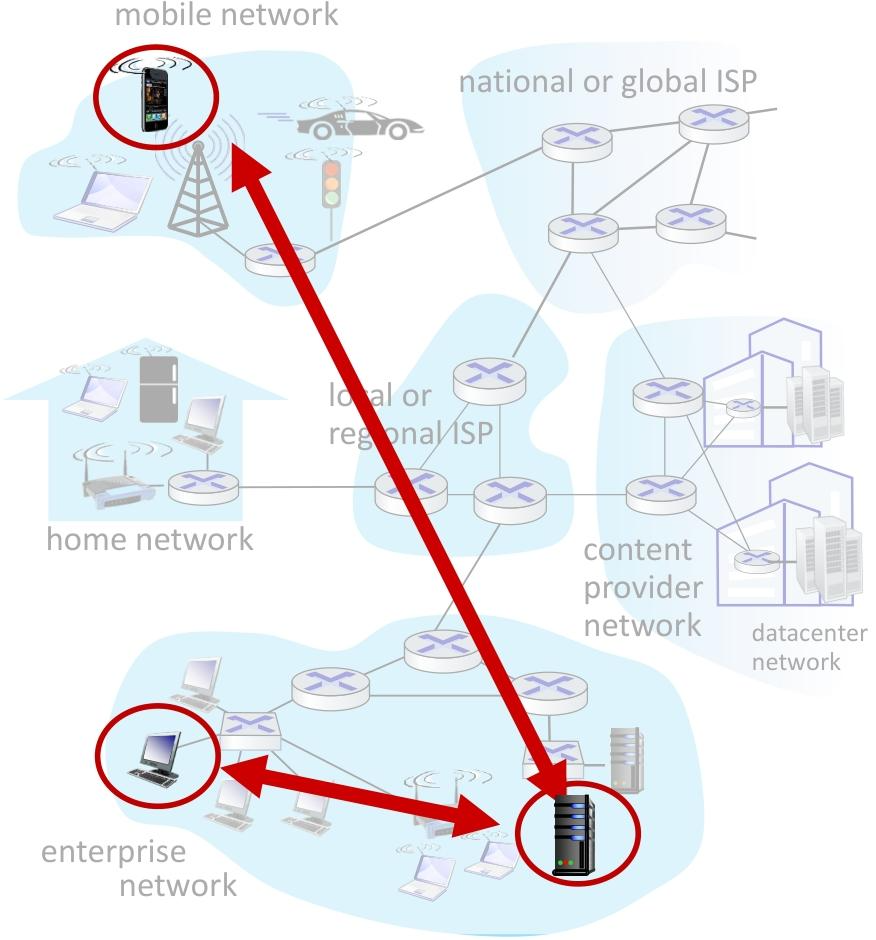 mobile network
national or global ISP
local or
regional ISP
home network
content
provider
network
datacenter
network
enterprise
network